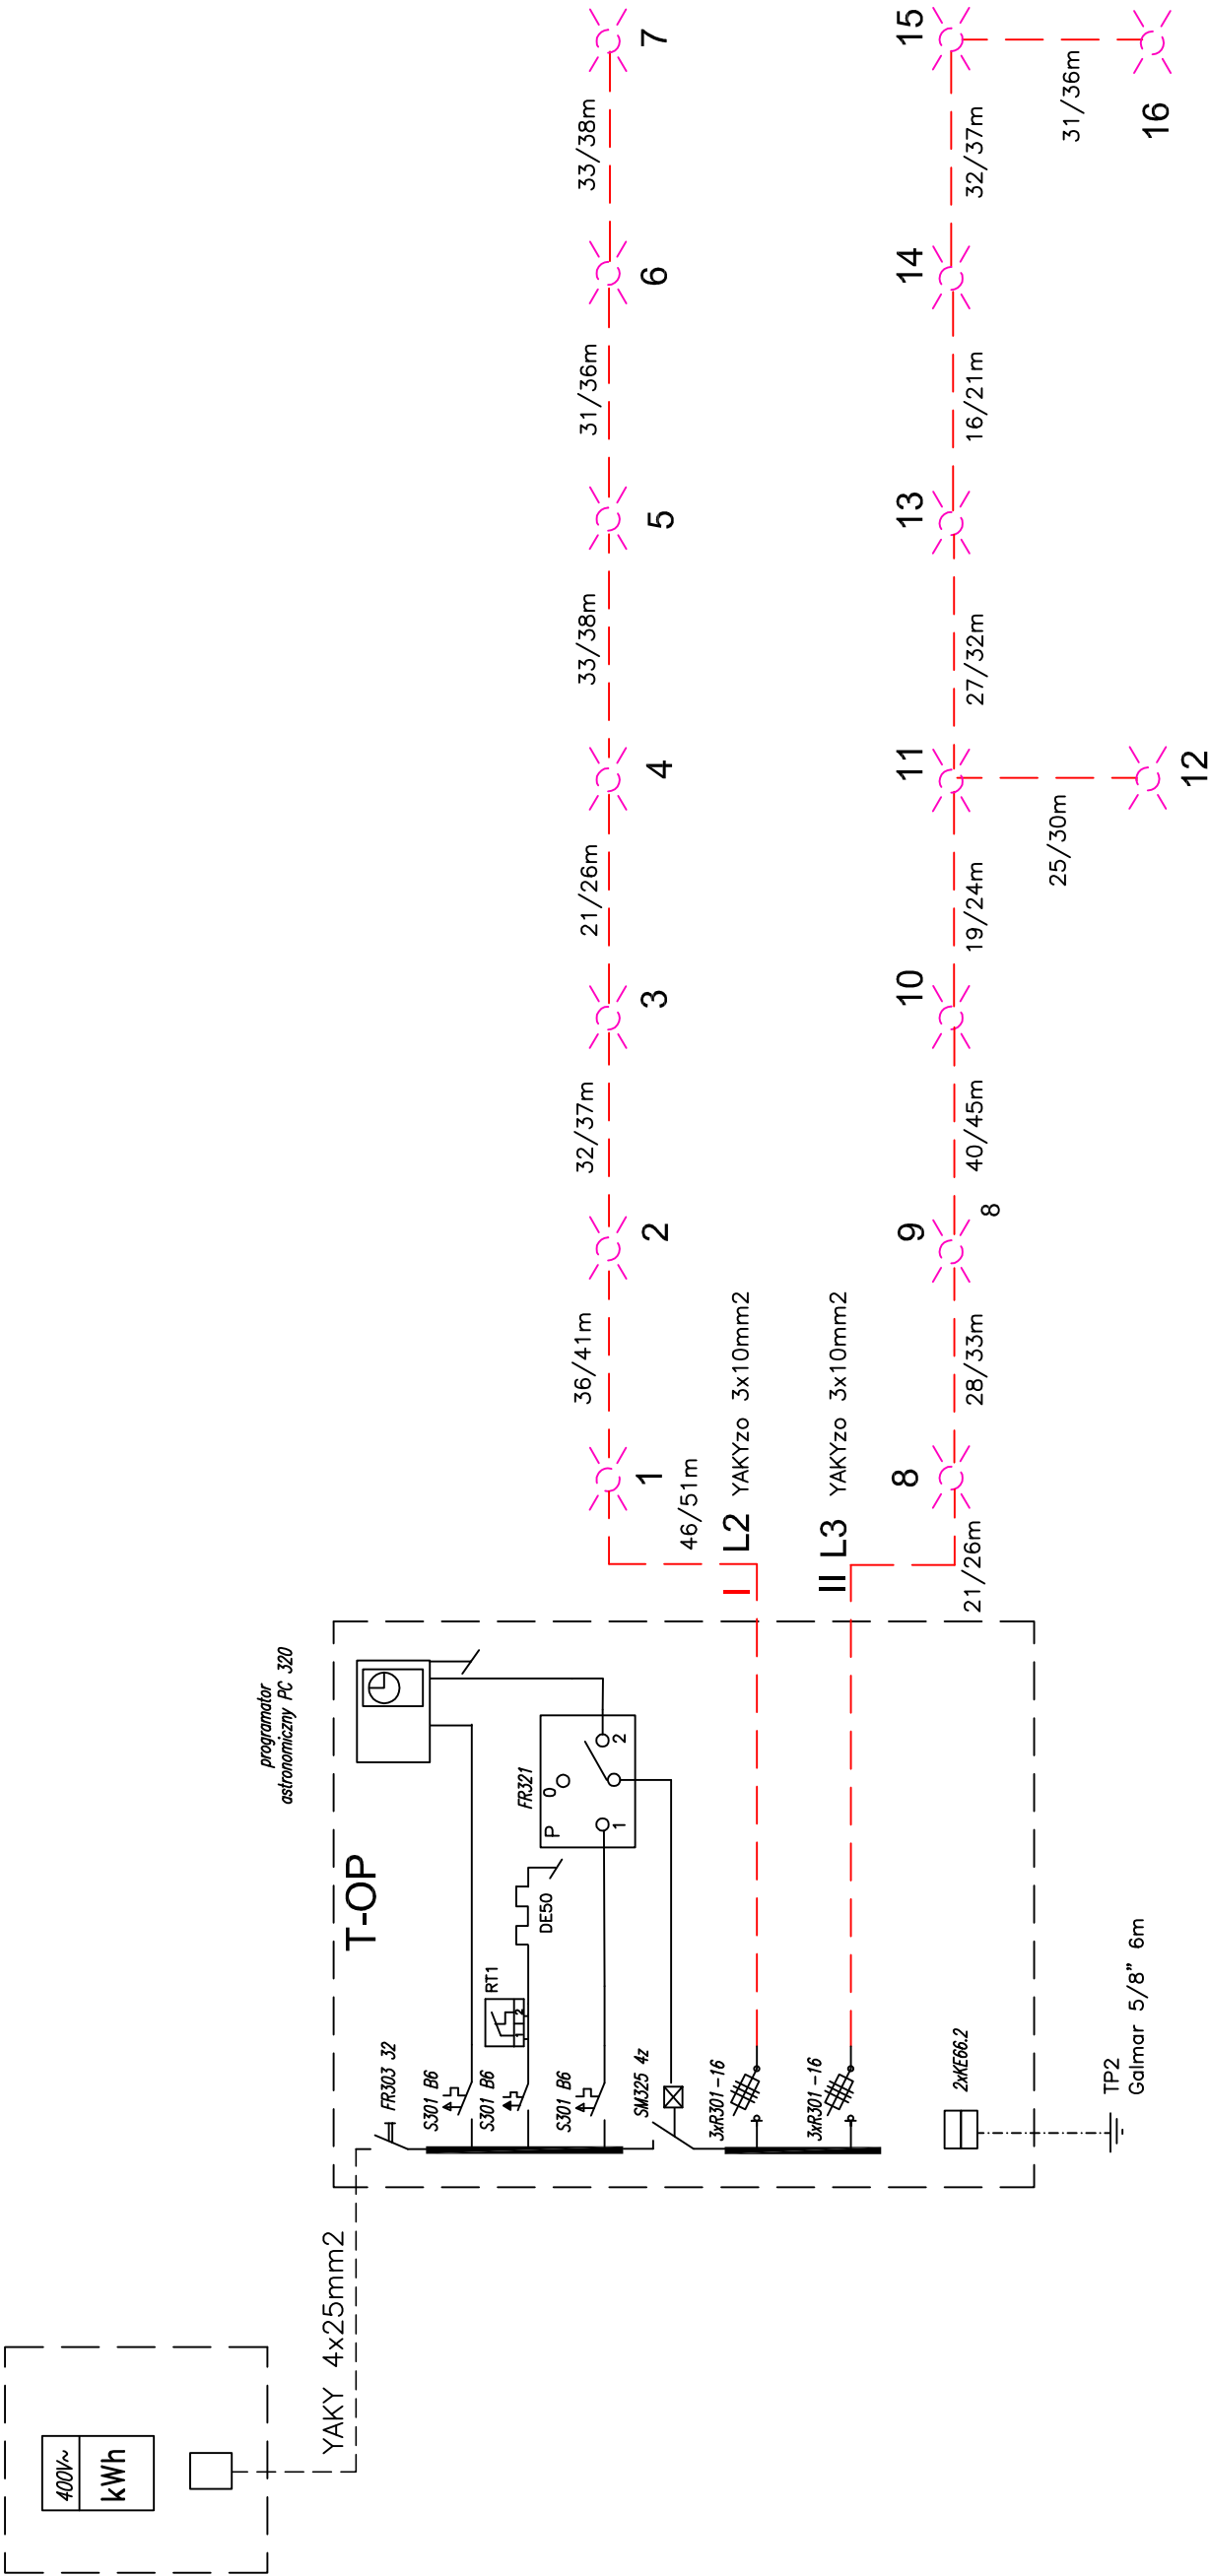 400V~
kWh
YAKY 4x25mm2
T-OP
programator
astronomiczny PC 320
FR303 32
S301 B6
S301 B6
S301 B6
RT1
1 2
DE50
FR321
P
0
1
2
SM325 4z
3xR301-16
3xR301-16
2xKE66.2
TP2
Galmar 5/8" 6m
I L2 YAKYzo 3x10mm2
II L3 YAKYzo 3x10mm2
46/51m
1
36/41m
2
32/37m
3
21/26m
4
33/38m
5
31/36m
6
33/38m
7
21/26m
8
28/33m
9
8
40/45m
10
19/24m
11
25/30m
12
27/32m
13
16/21m
14
32/37m
15
31/36m
16